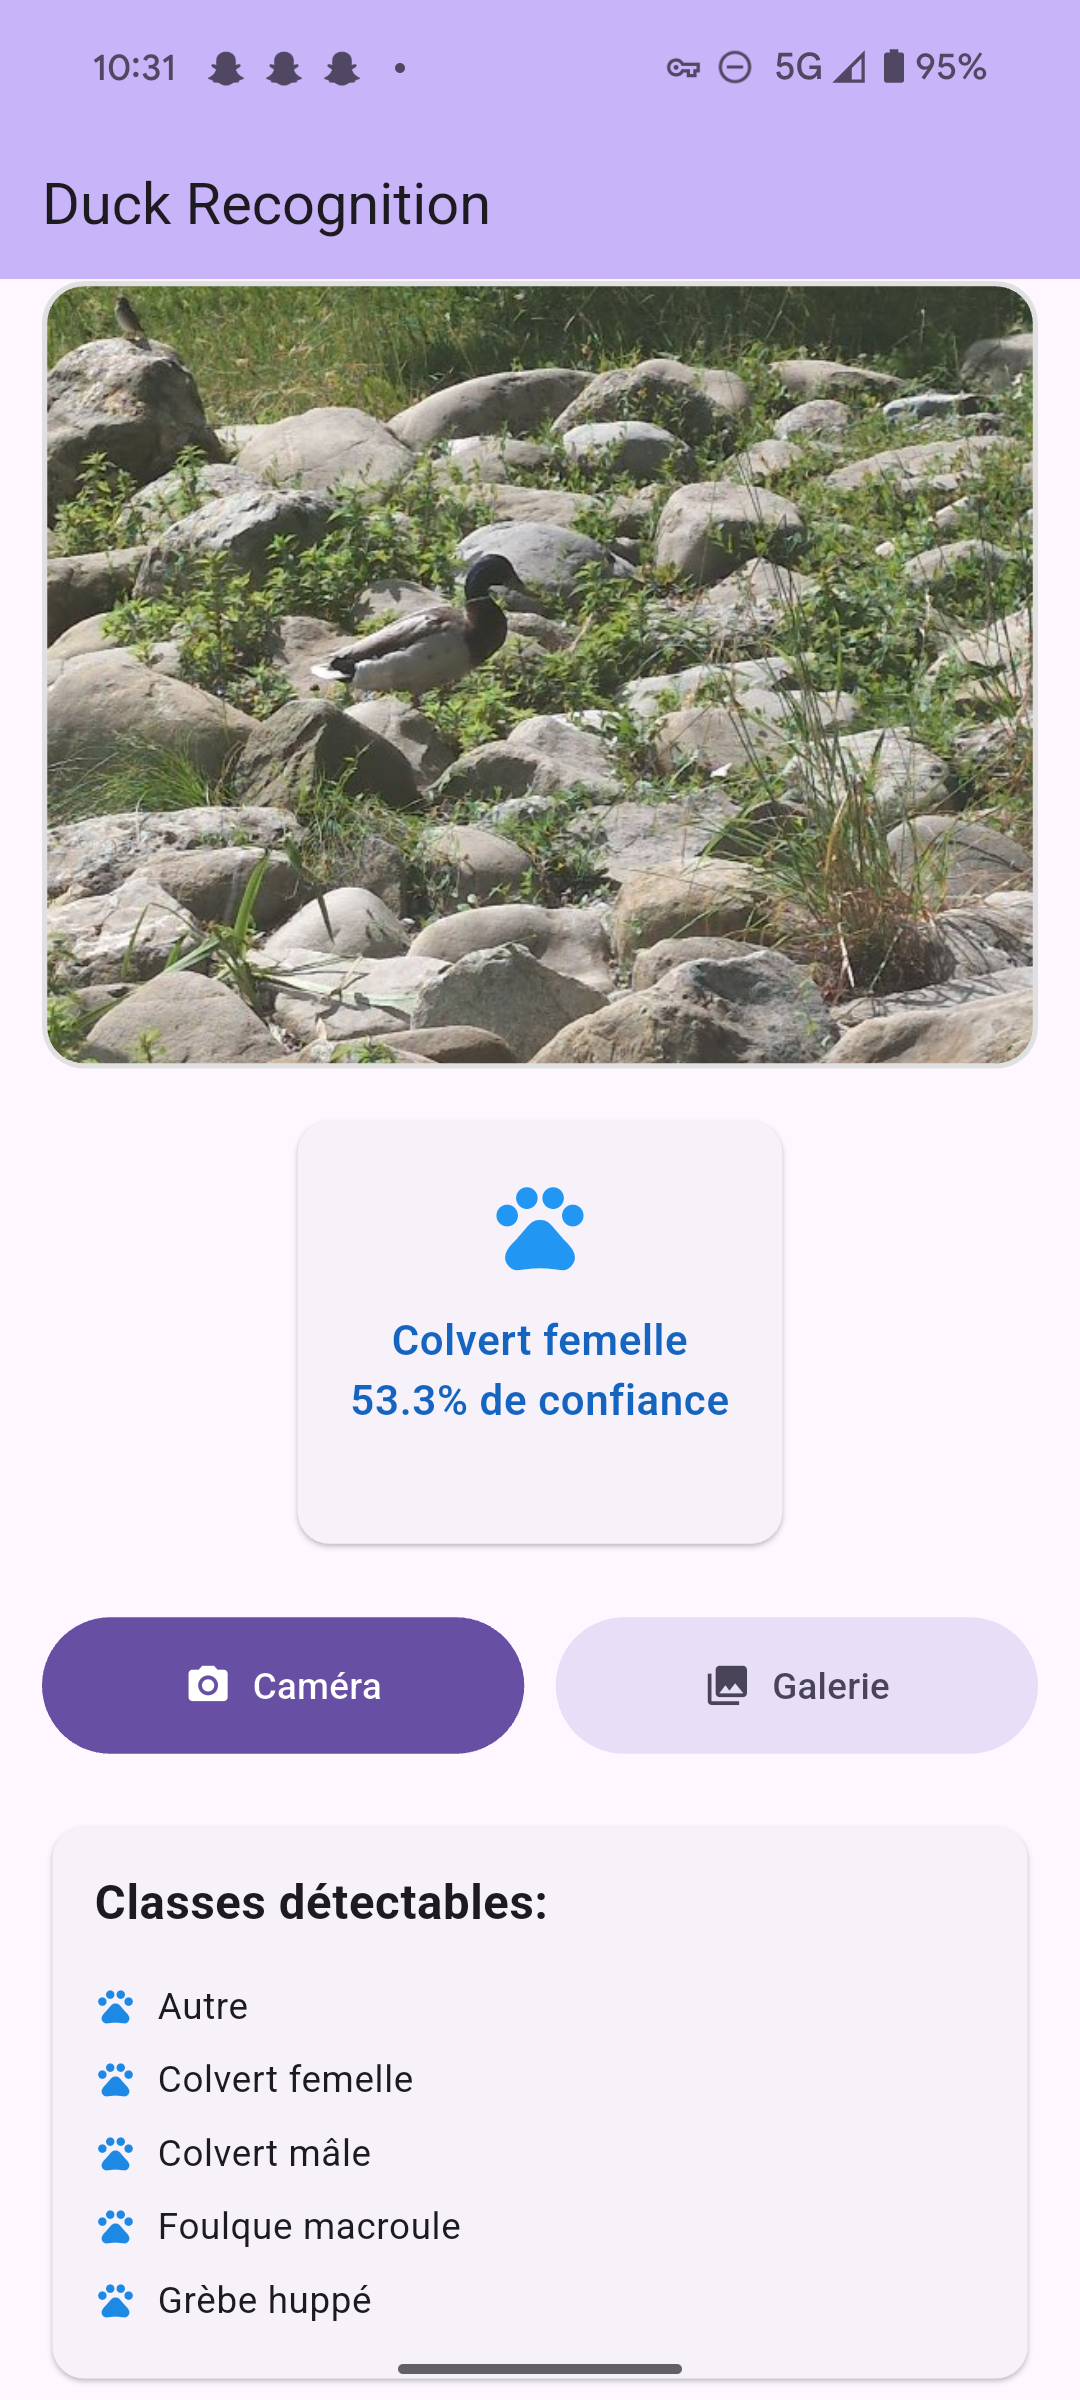 10:31 5G 95%
Duck Recognition
Colvert femelle
53.3% de confiance
Caméra
Galerie
Classes détectables:
Autre
Colvert femelle
Colvert mâle
Foulque macroule
Grèbe huppé